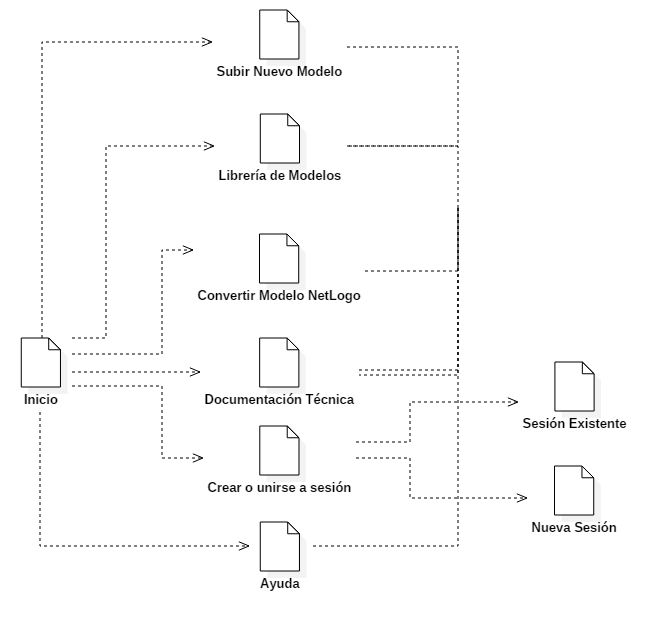 Subir Nuevo Modelo
Librería de Modelos
Convertir Modelo NetLogo
Inicio
Documentación Técnica
Sesión Existente
Crear o unirse a sesión
Nueva Sesión
Ayuda